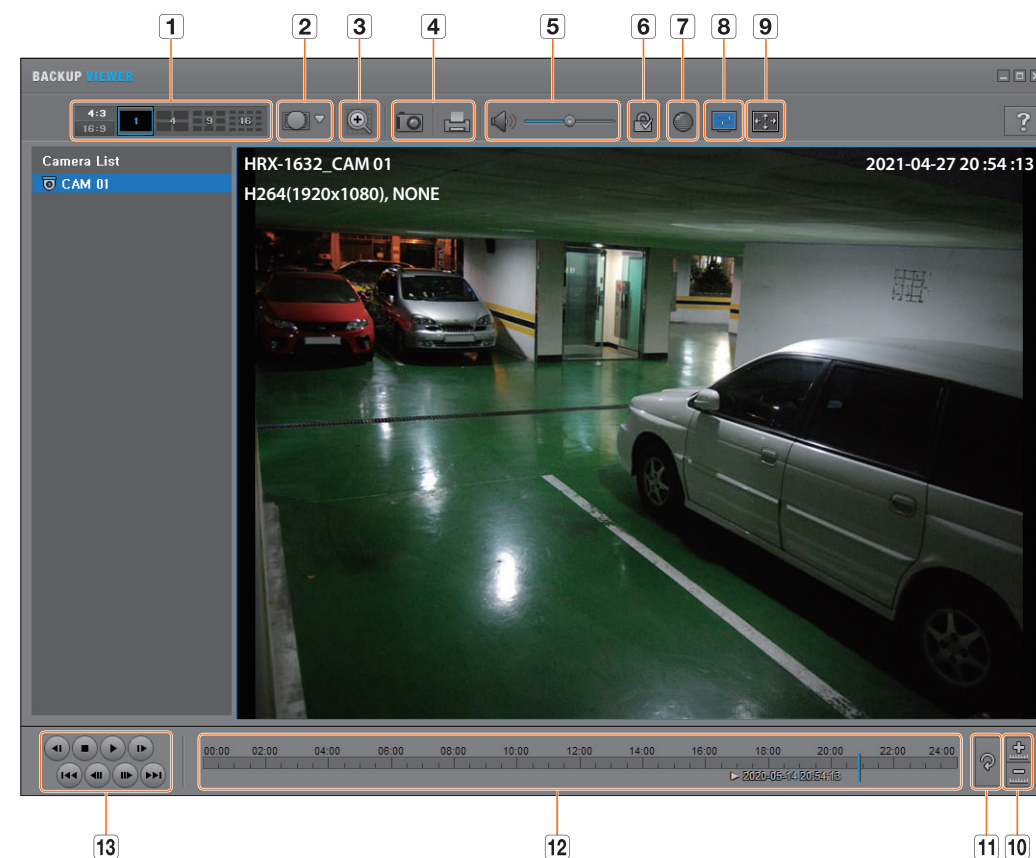 1 2 3 4 5 6 7 8 9
BACKUP VIEWER
4:3
16:9
1 4 9 16
?
Camera List
CAM 01
HRX-1632_CAM 01
2021-04-27 20 :54 :13
H264(1920x1080), NONE
00:00 02:00 04:00 06:00 08:00 10:00 12:00 14:00 16:00 18:00 20:00 22:00 24:00
2020-05-14 20:54:13
13 12 11 10